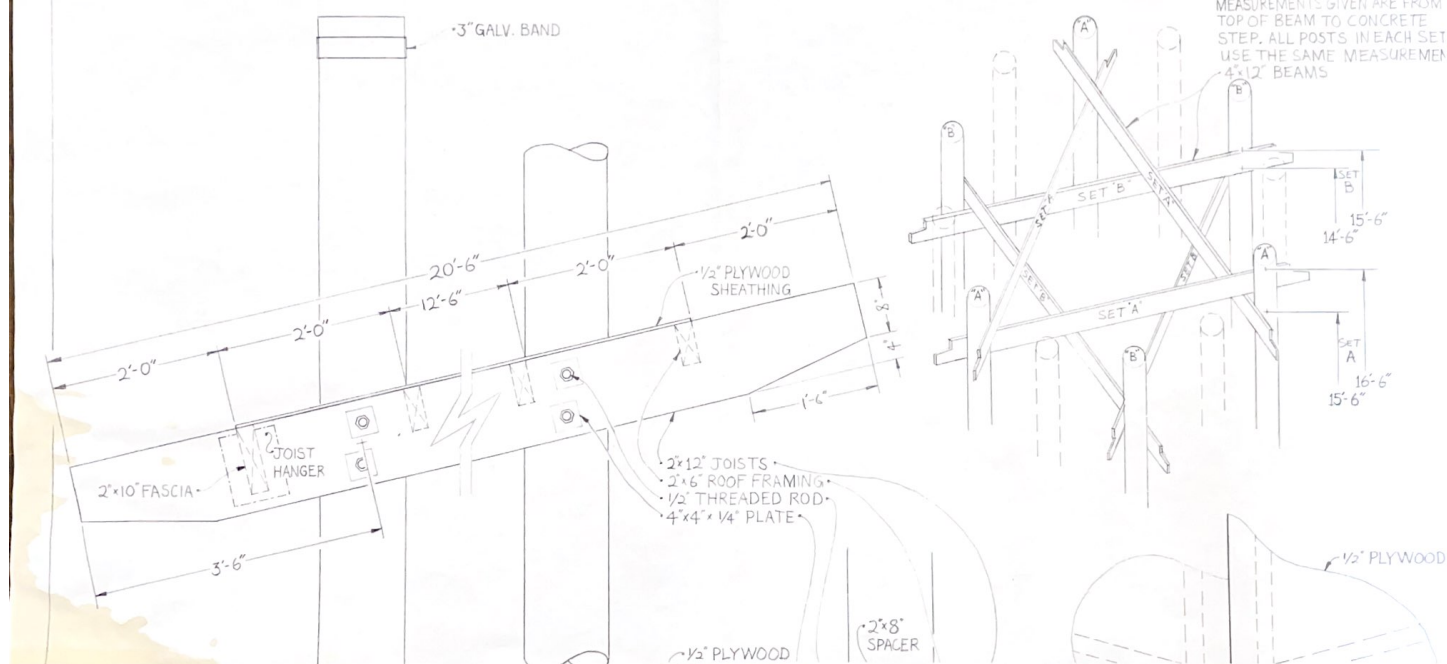 3" GALV. BAND
MEASUREMENTS GIVEN ARE FROM
TOP OF BEAM TO CONCRETE
STEP. ALL POSTS IN EACH SET
USE THE SAME
4"x12" BEAMS
"A"
"B"
"B"
SET "B"
SET "A"
SET A
SET B
15'-6"
14'-6"
"A"
"A"
SET "B"
SET "B"
SET "A"
SET A
16'-6"
15'-6"
"B"
20'-6"
2'-0"
2'-0"
12'-6"
2'-0"
2'-0"
1/2" PLYWOOD
SHEATHING
8"
4"
1'-6"
JOIST
HANGER
2"x10" FASCIA
3'-6"
2"x12" JOISTS
2"x6" ROOF FRAMING
1/2" THREADED ROD
4"x4"x1/4" PLATE
1/2" PLYWOOD
2"x8"
SPACER
1/2" PLYWOOD